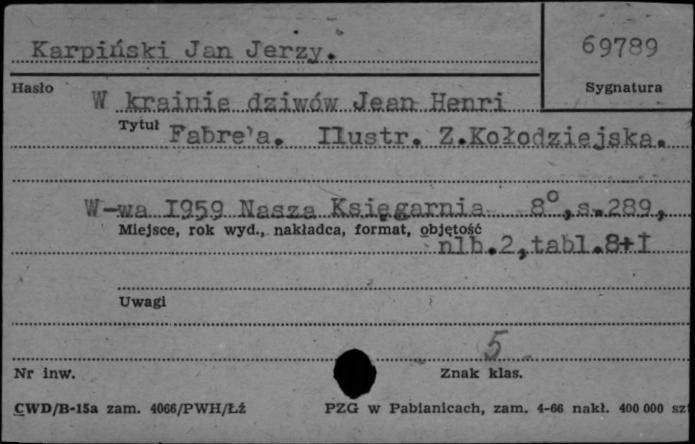 Karpiński Jan Jerzy.
69789
Hasło
Sygnatura
W krainie dziwów Jean Henri
Tytuł
Fabre'a. Ilustr. Z.Kołodziejska.
W-wa 1959 Nasza Księgarnia 8°,s.289,
Miejsce, rok wyd., nakładca, format, objętość
nlb.2,tabl.8+I
Uwagi
5
Nr inw.
Znak klas.
CWD/B-15a zam. 4066/PWH/Łź
PZG w Pabianicach, zam. 4-66 nakł. 400 000 szt